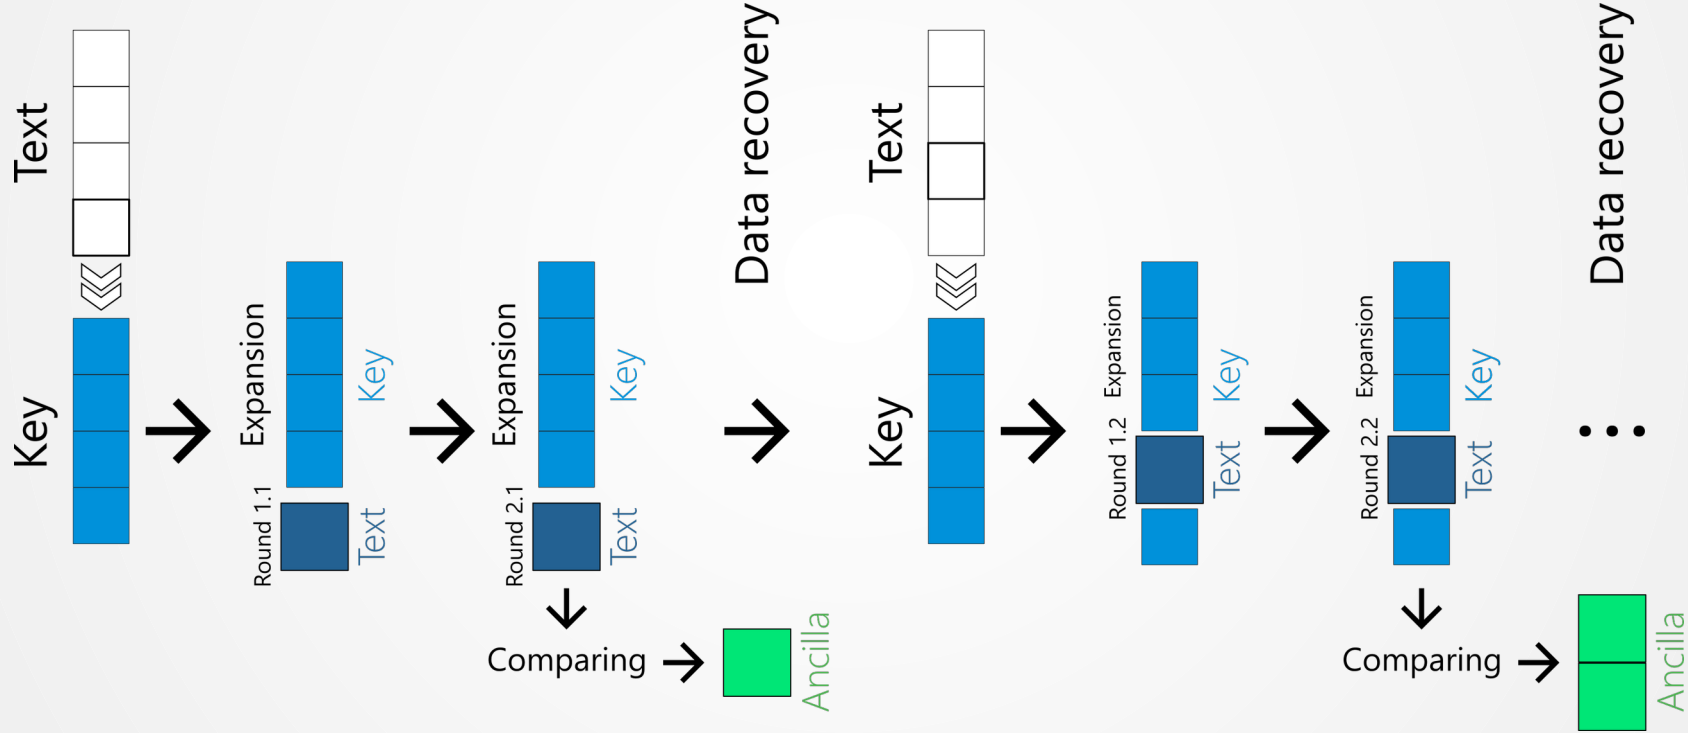 Text
Key
Expansion
Key
Round 1.1
Text
Expansion
Key
Round 2.1
Text
Comparing
Ancilla
Data recovery
Text
Key
Expansion
Key
Round 1.2
Text
Expansion
Key
Round 2.2
Text
Comparing
Ancilla
Data recovery
...